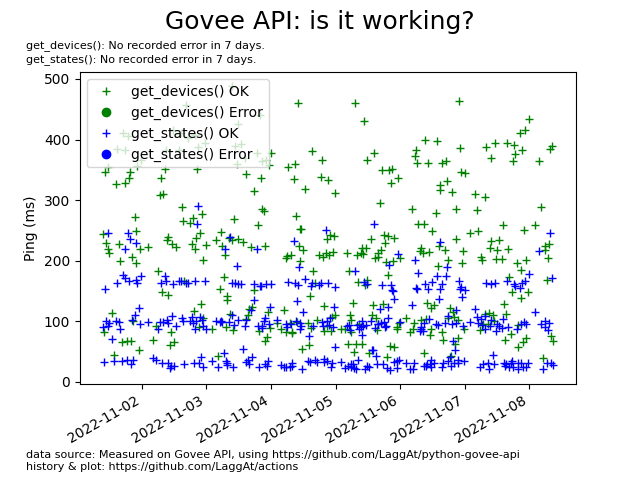 Govee API: is it working?
get_devices(): No recorded error in 7 days.
get_states(): No recorded error in 7 days.
get_devices() OK
get_devices() Error
get_states() OK
get_states() Error
Ping (ms)
500
400
300
200
100
0
2022-11-02
2022-11-03
2022-11-04
2022-11-05
2022-11-06
2022-11-07
2022-11-08
data source: Measured on Govee API, using https://github.com/LaggAt/python-govee-api
history & plot: https://github.com/LaggAt/actions